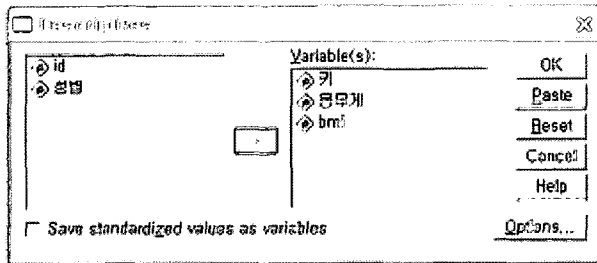 Descriptives
id
성별
Variable(s):
키
몸무게
bmi
OK
Paste
Reset
Cancel
Help
Save standardized values as variables
Options...